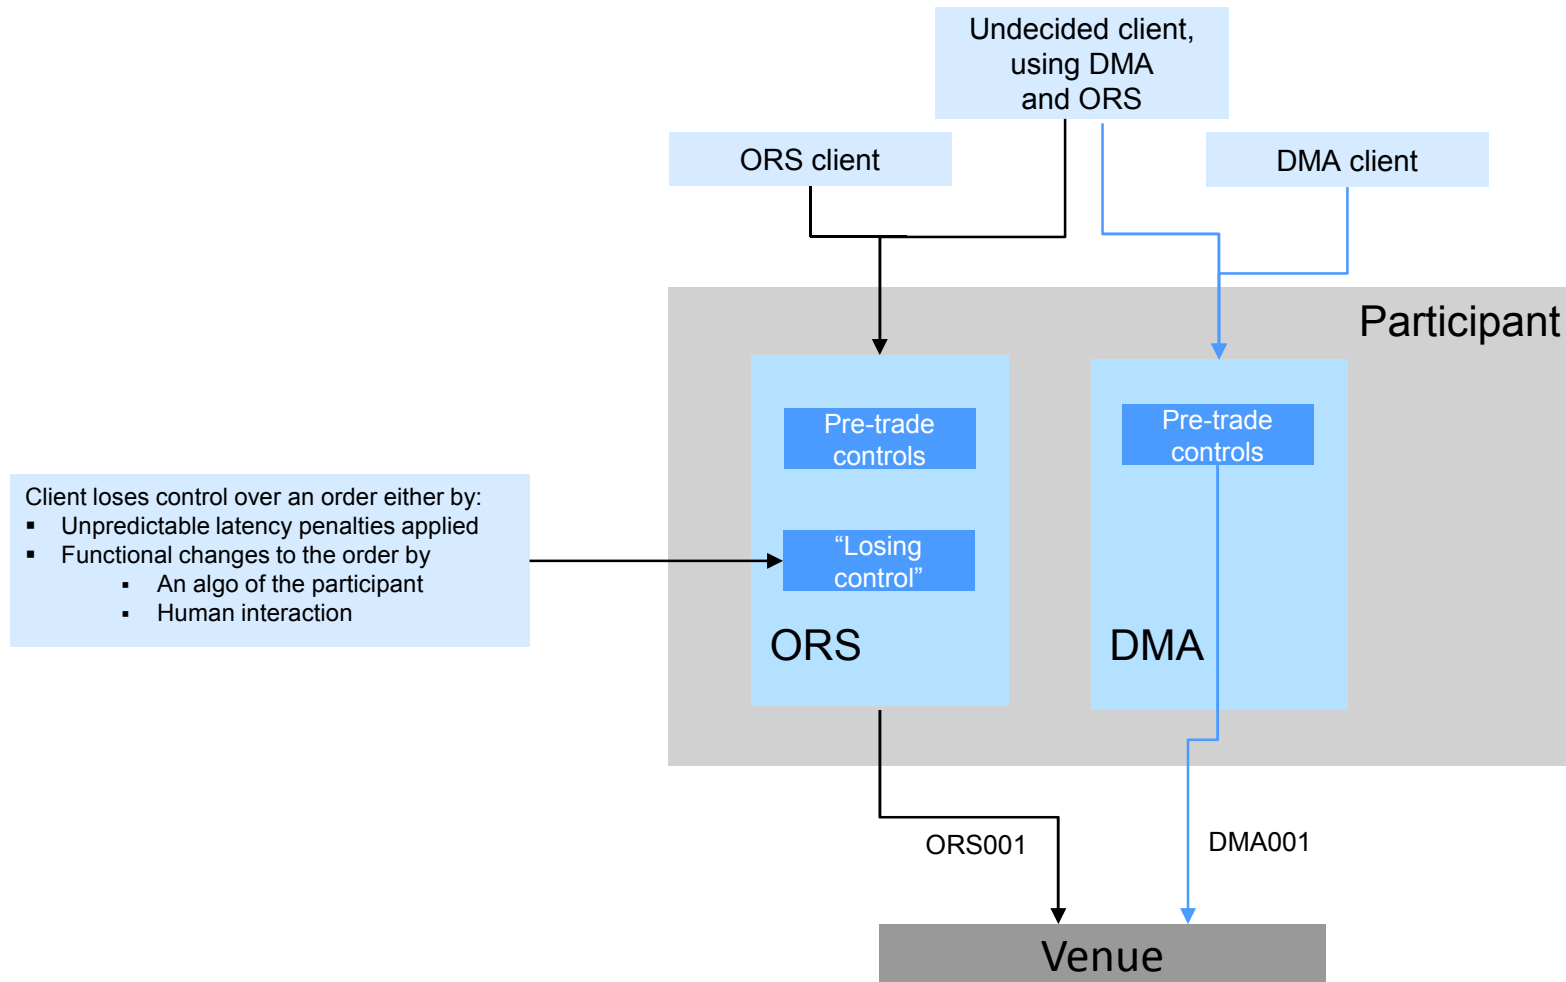 Undecided client,
using DMA
and ORS
ORS client
DMA client
Participant
Pre-trade
controls
Pre-trade
controls
Client loses control over an order either by:
▪ Unpredictable latency penalties applied
▪ Functional changes to the order by
▪ An algo of the participant
▪ Human interaction
“Losing
control”
ORS
DMA
ORS001
DMA001
Venue